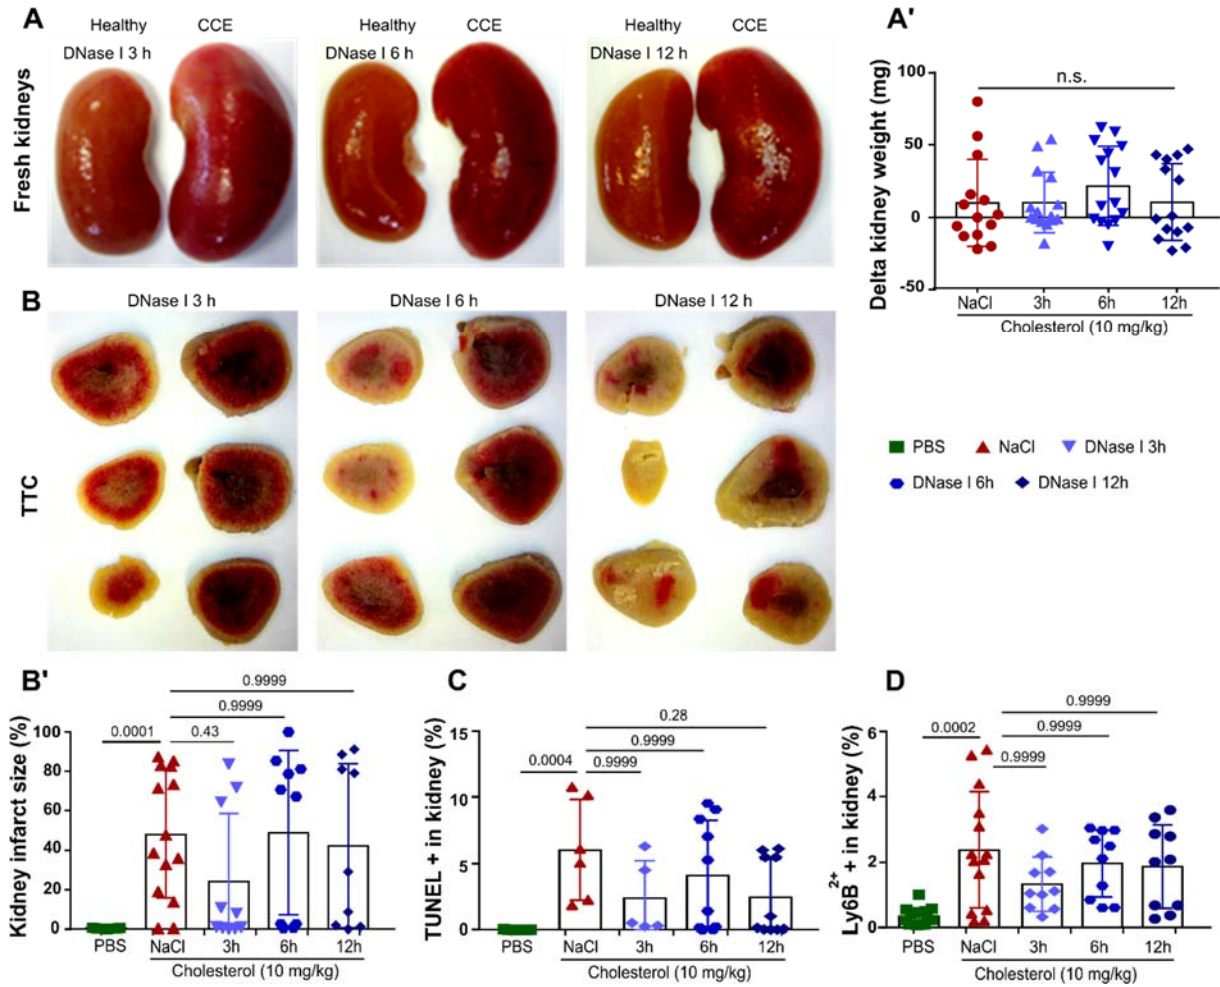 A
Healthy CCE
DNase I 3 h
Healthy CCE
DNase I 6 h
Healthy CCE
DNase I 12 h
Fresh kidneys
A'
Delta kidney weight (mg)
100
50
0
-50
n.s.
NaCl 3h 6h 12h
Cholesterol (10 mg/kg)
B
DNase I 3 h
DNase I 6 h
DNase I 12 h
TTC
PBS NaCl DNase I 3h
DNase I 6h DNase I 12h
B'
Kidney infarct size (%)
100
80
60
40
20
0
0.9999
0.9999
0.0001 0.43
PBS NaCl 3h 6h 12h
Cholesterol (10 mg/kg)
C
TUNEL + in kidney (%)
15
10
5
0
0.28
0.9999
0.0004 0.9999
PBS NaCl 3h 6h 12h
Cholesterol (10 mg/kg)
D
Ly6B2+ + in kidney (%)
6
4
2
0
0.9999
0.9999
0.0002
0.9999
PBS NaCl 3h 6h 12h
Cholesterol (10 mg/kg)